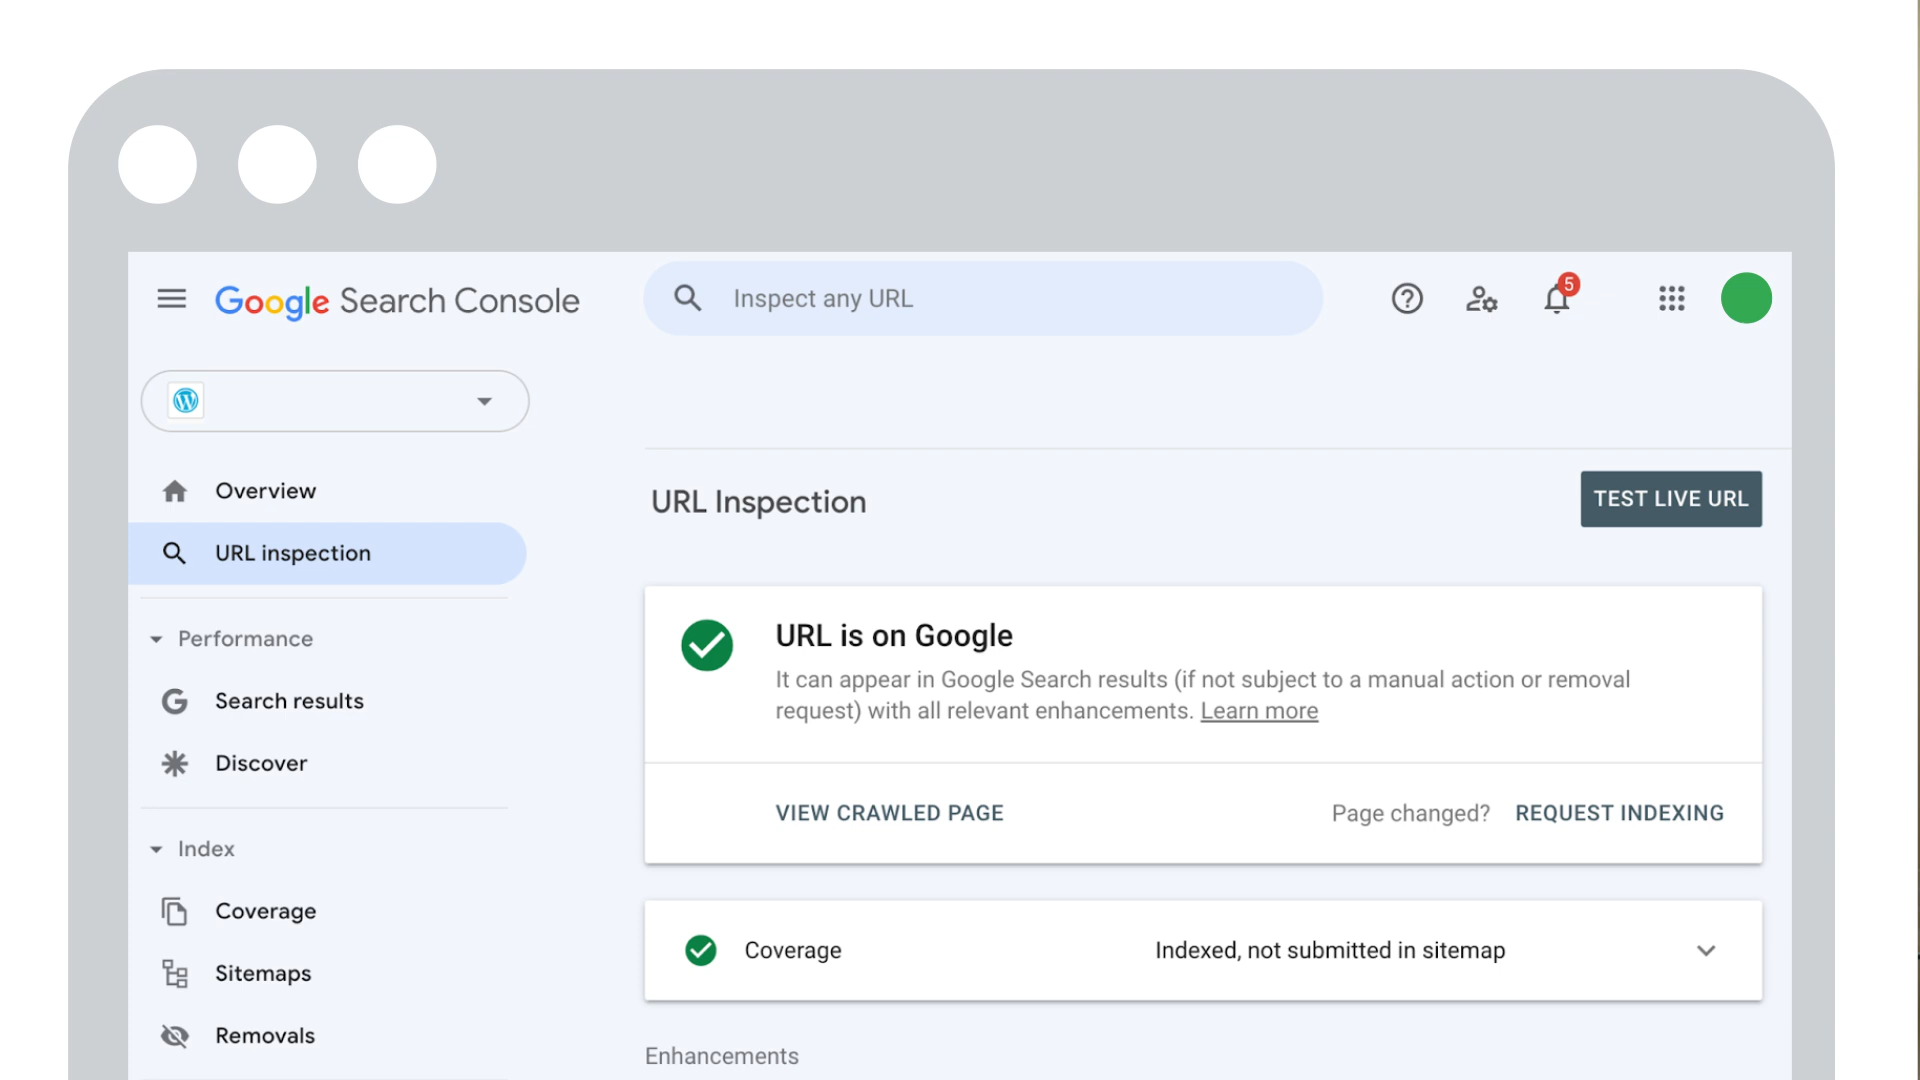 Google Search Console
Inspect any URL
5
Overview
URL inspection
Performance
Search results
Discover
Index
Coverage
Sitemaps
Removals
URL Inspection
TEST LIVE URL
URL is on Google
It can appear in Google Search results (if not subject to a manual action or removal
request) with all relevant enhancements. Learn more
VIEW CRAWLED PAGE
Page changed? REQUEST INDEXING
Coverage
Indexed, not submitted in sitemap
Enhancements